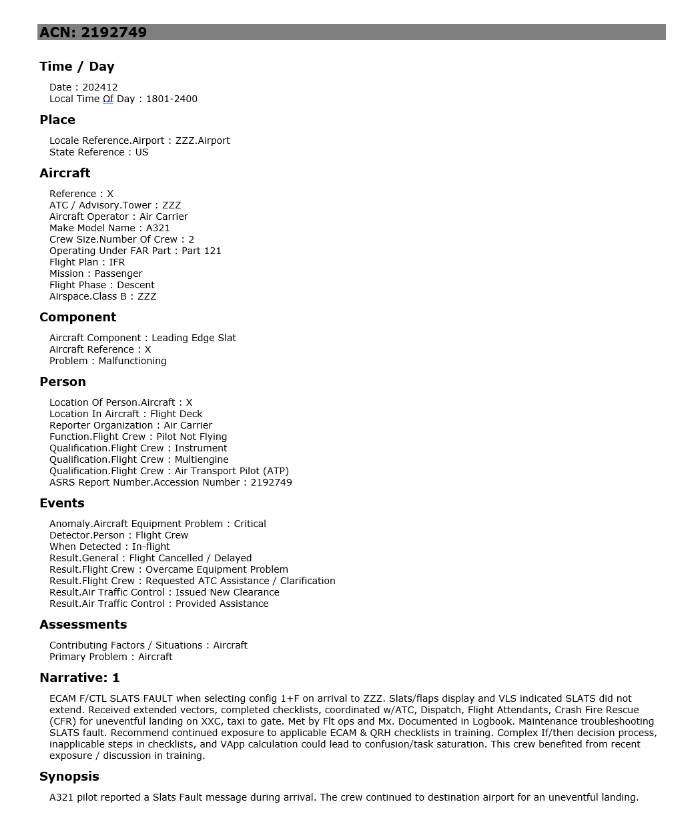 ACN: 2192749
Time / Day
Date : 202412
Local Time Of Day : 1801-2400
Place
Locale Reference.Airport : ZZZ.Airport
State Reference : US
Aircraft
Reference : X
ATC / Advisory.Tower : ZZZ
Aircraft Operator : Air Carrier
Make Model Name : A321
Crew Size.Number Of Crew : 2
Operating Under FAR Part : Part 121
Flight Plan : IFR
Mission : Passenger
Flight Phase : Descent
Airspace.Class B : ZZZ
Component
Aircraft Component : Leading Edge Slat
Aircraft Reference : X
Problem : Malfunctioning
Person
Location Of Person.Aircraft : X
Location In Aircraft : Flight Deck
Reporter Organization : Air Carrier
Function.Flight Crew : Pilot Not Flying
Qualification.Flight Crew : Instrument
Qualification.Flight Crew : Multiengine
Qualification.Flight Crew : Air Transport Pilot (ATP)
ASRS Report Number.Accession Number : 2192749
Events
Anomaly.Aircraft Equipment Problem : Critical
Detector.Person : Flight Crew
When Detected : In-flight
Result.General : Flight Cancelled / Delayed
Result.Flight Crew : Overcame Equipment Problem
Result.Flight Crew : Requested ATC Assistance / Clarification
Result.Air Traffic Control : Issued New Clearance
Result.Air Traffic Control : Provided Assistance
Assessments
Contributing Factors / Situations : Aircraft
Primary Problem : Aircraft
Narrative: 1
ECAM F/CTL SLATS FAULT when selecting config 1+F on arrival to ZZZ. Slats/flaps display and VLS indicated SLATS did not
extend. Received extended vectors, completed checklists, coordinated w/ATC, Dispatch, Flight Attendants, Crash Fire Rescue
(CFR) for uneventful landing on XXC, taxi to gate. Met by Flt ops and Mx. Documented in Logbook. Maintenance troubleshooting
SLATS fault. Recommend continued exposure to applicable ECAM & QRH checklists in training. Complex If/then decision process,
inapplicable steps in checklists, and VApp calculation could lead to confusion/task saturation. This crew benefited from recent
exposure / discussion in training.
Synopsis
A321 pilot reported a Slats Fault message during arrival. The crew continued to destination airport for an uneventful landing.